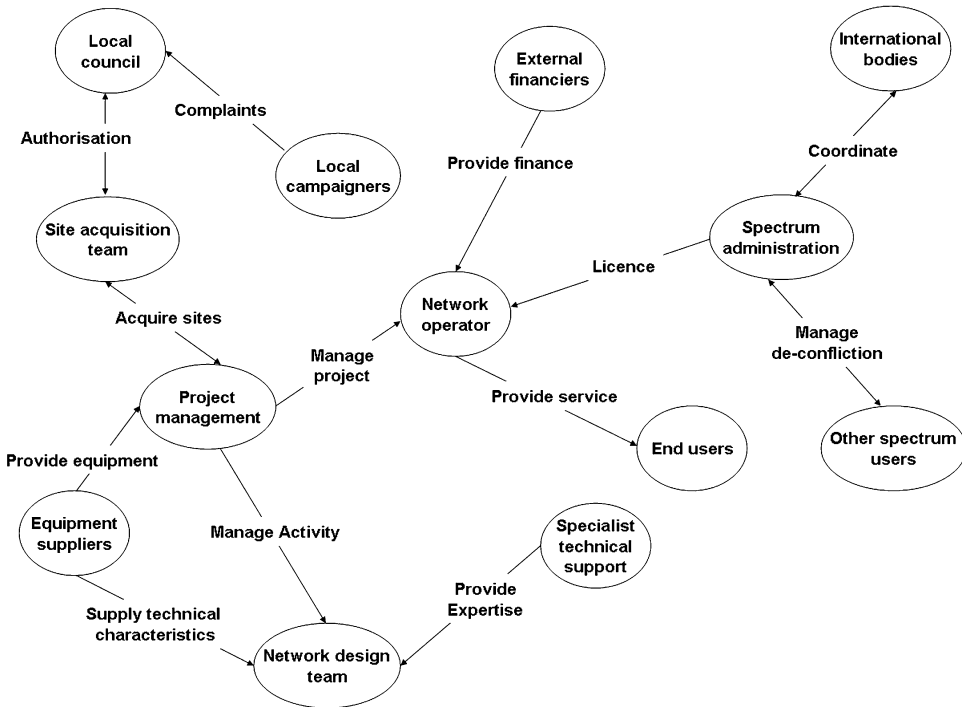 Local
council
External
financiers
International
bodies
Complaints
Authorisation
Local
campaigners
Provide finance
Coordinate
Site acquisition
team
Spectrum
administration
Licence
Acquire sites
Network
operator
Manage
project
Manage
de-confliction
Project
management
Provide service
Provide equipment
End users
Other spectrum
users
Equipment
suppliers
Manage Activity
Specialist
technical
support
Provide
Expertise
Supply technical
characteristics
Network design
team